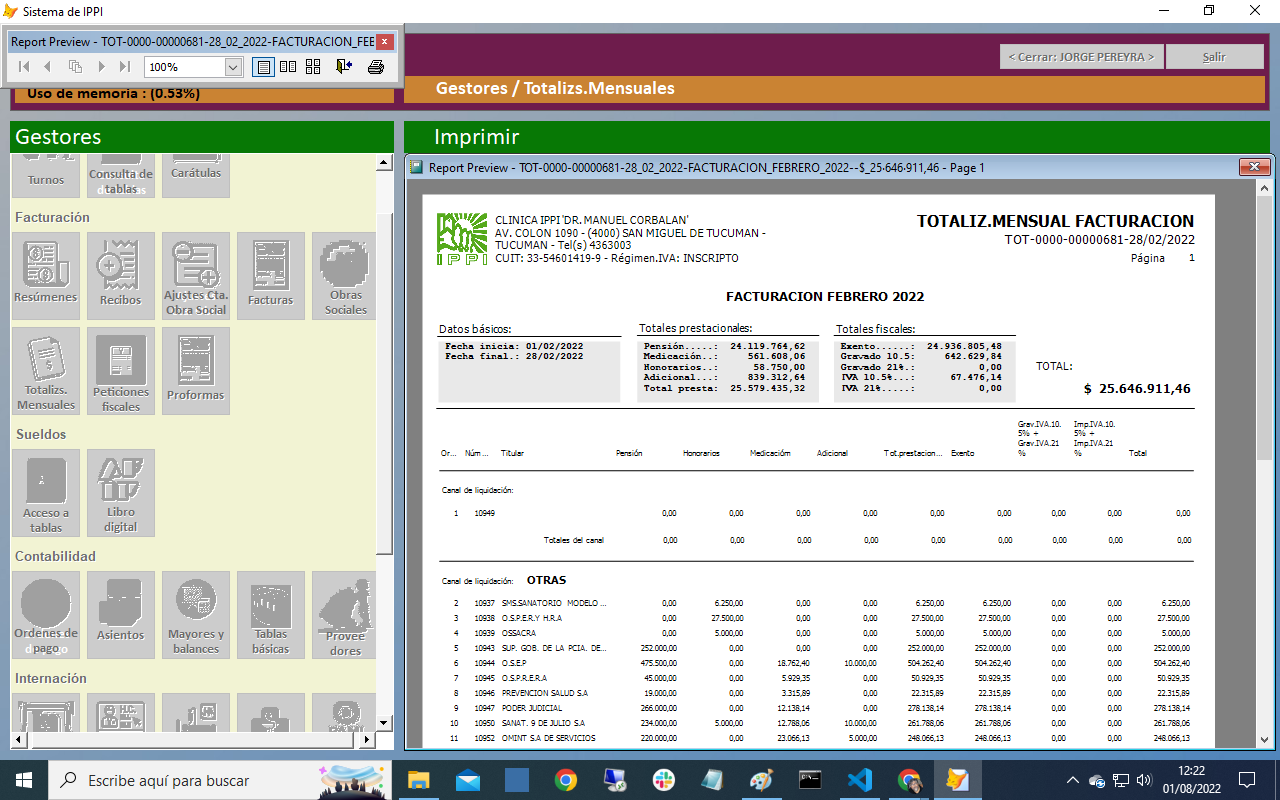 Sistema de IPPI
Report Preview - TOT-0000-00000681-28_02_2022-FACTURACION_FEE
100%
< Cerrar: JORGE PEREYRA >
Salir
Uso de memoria : (0.53%)
Gestores / Totalizs.Mensuales
Gestores
Imprimir
Turnos
Consulta de tablas
Carátulas
Facturación
Resúmenes
Recibos
Ajustes Cta. Obra Social
Facturas
Obras Sociales
Totalizs. Mensuales
Peticiones fiscales
Proformas
Sueldos
Acceso a tablas
Libro digital
Contabilidad
Ordenes de pago
Asientos
Mayores y balances
Tablas básicas
Provee dores
Internación
H.C.
Report Preview - TOT-0000-00000681-28_02_2022-FACTURACION_FEBRERO_2022--$_25·646·911,46 - Page 1
IPPI
CLINICA IPPI 'DR. MANUEL CORBALAN'
AV. COLON 1090 - (4000) SAN MIGUEL DE TUCUMAN -
TUCUMAN - Tel(s) 4363003
CUIT: 33-54601419-9 - Régimen.IVA: INSCRIPTO
TOTALIZ.MENSUAL FACTURACION
TOT-0000-00000681-28/02/2022
Página 1
FACTURACION FEBRERO 2022
Datos básicos:
Fecha inicia: 01/02/2022
Fecha final.: 28/02/2022
Totales prestacionales:
Pensión.....: 24.119.764,62
Medicación..: 561.608,06
Honorarios..: 58.750,00
Adicional...: 839.312,64
Total presta: 25.579.435,32
Totales fiscales:
Exento......: 24.936.805,48
Gravado 10.5: 642.629,84
Gravado 21%.: 0,00
IVA 10.5%...: 67.476,14
IVA 21%.....: 0,00
TOTAL:
$ 25.646.911,46
Or... Núm... Titular Pensión Honorarios Medicación Adicional Tot.prestacion... Exento Grav.IVA.10. 5% + Grav.IVA.21 % Imp.IVA.10. 5% + Imp.IVA.21 % Total
Canal de liquidación:
1 10949 0,00 0,00 0,00 0,00 0,00 0,00 0,00 0,00 0,00
Totales del canal 0,00 0,00 0,00 0,00 0,00 0,00 0,00 0,00 0,00
Canal de liquidación: OTRAS
2 10937 SMS.SANATORIO MODELO ... 0,00 6.250,00 0,00 0,00 6.250,00 6.250,00 0,00 0,00 6.250,00
3 10938 O.S.P.E.R.Y H.R.A 0,00 27.500,00 0,00 0,00 27.500,00 27.500,00 0,00 0,00 27.500,00
4 10939 OSSACRA 0,00 5.000,00 0,00 0,00 5.000,00 5.000,00 0,00 0,00 5.000,00
5 10943 SUP. GOB. DE LA PCIA. DE... 252.000,00 0,00 0,00 0,00 252.000,00 252.000,00 0,00 0,00 252.000,00
6 10944 O.S.E.P 475.500,00 0,00 18.762,40 10.000,00 504.262,40 504.262,40 0,00 0,00 504.262,40
7 10945 O.S.P.R.E.R.A 45.000,00 0,00 5.929,35 0,00 50.929,35 50.929,35 0,00 0,00 50.929,35
8 10946 PREVENCION SALUD S.A 19.000,00 0,00 3.315,89 0,00 22.315,89 22.315,89 0,00 0,00 22.315,89
9 10947 PODER JUDICIAL 266.000,00 0,00 12.138,14 0,00 278.138,14 278.138,14 0,00 0,00 278.138,14
10 10950 SANAT. 9 DE JULIO S.A 234.000,00 5.000,00 12.788,06 10.000,00 261.788,06 261.788,06 0,00 0,00 261.788,06
11 10952 OMINT S.A DE SERVICIOS 220.000,00 0,00 23.066,13 5.000,00 248.066,13 248.066,13 0,00 0,00 248.066,13
Escribe aquí para buscar
12:22
01/08/2022